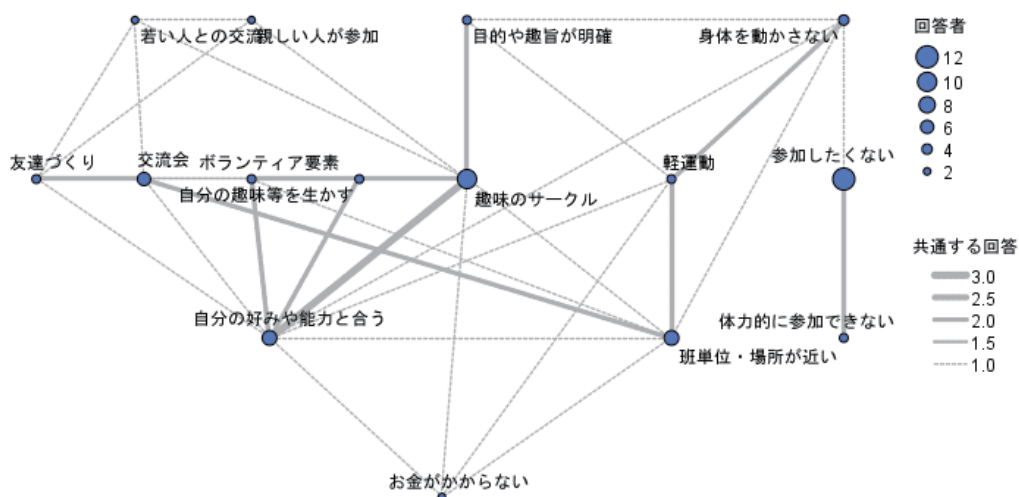 若い人との交流
親しい人が参加
目的や趣旨が明確
身体を動かさない
回答者
12
10
8
6
4
2
友達づくり
交流会
ボランティア要素
自分の趣味等を生かす
趣味のサークル
軽運動
参加したくない
共通する回答
3.0
2.5
2.0
1.5
1.0
自分の好みや能力と合う
体力的に参加できない
班単位・場所が近い
お金がかからない